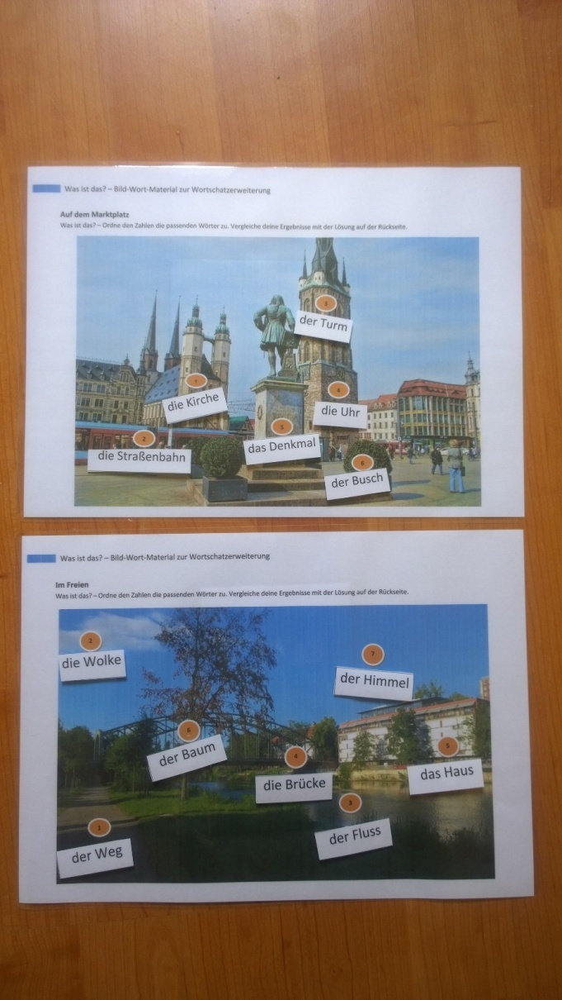 Was ist das? – Bild-Wort-Material zur Wortschatzerweiterung
Auf dem Marktplatz
Was ist das? – Ordne den Zahlen die passenden Wörter zu. Vergleiche deine Ergebnisse mit der Lösung auf der Rückseite.
3
der Turm
1
die Kirche
4
die Uhr
2
die Straßenbahn
5
das Denkmal
6
der Busch
Was ist das? – Bild-Wort-Material zur Wortschatzerweiterung
Im Freien
Was ist das? – Ordne den Zahlen die passenden Wörter zu. Vergleiche deine Ergebnisse mit der Lösung auf der Rückseite.
2
die Wolke
7
der Himmel
6
der Baum
4
die Brücke
5
das Haus
3
der Fluss
1
der Weg